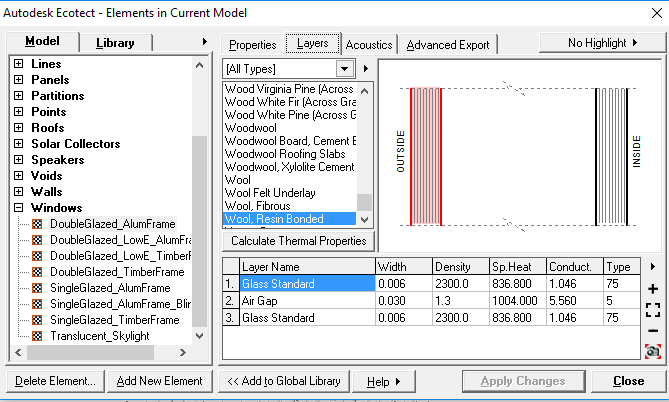 Autodesk Ecotect - Elements in Current Model
Model
Library
Lines
Panels
Partitions
Points
Roofs
Solar Collectors
Speakers
Voids
Walls
Windows
DoubleGlazed_AlumFrame
DoubleGlazed_LowE_AlumFra
DoubleGlazed_LowE_TimberF
DoubleGlazed_TimberFrame
SingleGlazed_AlumFrame
SingleGlazed_AlumFrame_Blin
SingleGlazed_TimberFrame
Translucent_Skylight
Properties
Layers
Acoustics
Advanced Export
No Highlight
[All Types]
Wood Virginia Pine (Across
Wood White Fir (Across Gra
Wood White Pine (Across G
Woodwool
Woodwool Board, Cement B
Woodwool Roofing Slabs
Woodwool, Xylolite Cement
Wool
Wool Felt Underlay
Wool, Fibrous
Wool, Resin Bonded
Calculate Thermal Properties
OUTSIDE
INSIDE
Layer Name Width Density Sp.Heat Conduct. Type
1. Glass Standard 0.006 2300.0 836.800 1.046 75
2. Air Gap 0.030 1.3 1004.000 5.560 5
3. Glass Standard 0.006 2300.0 836.800 1.046 75
Delete Element...
Add New Element
<< Add to Global Library
Help
Apply Changes
Close